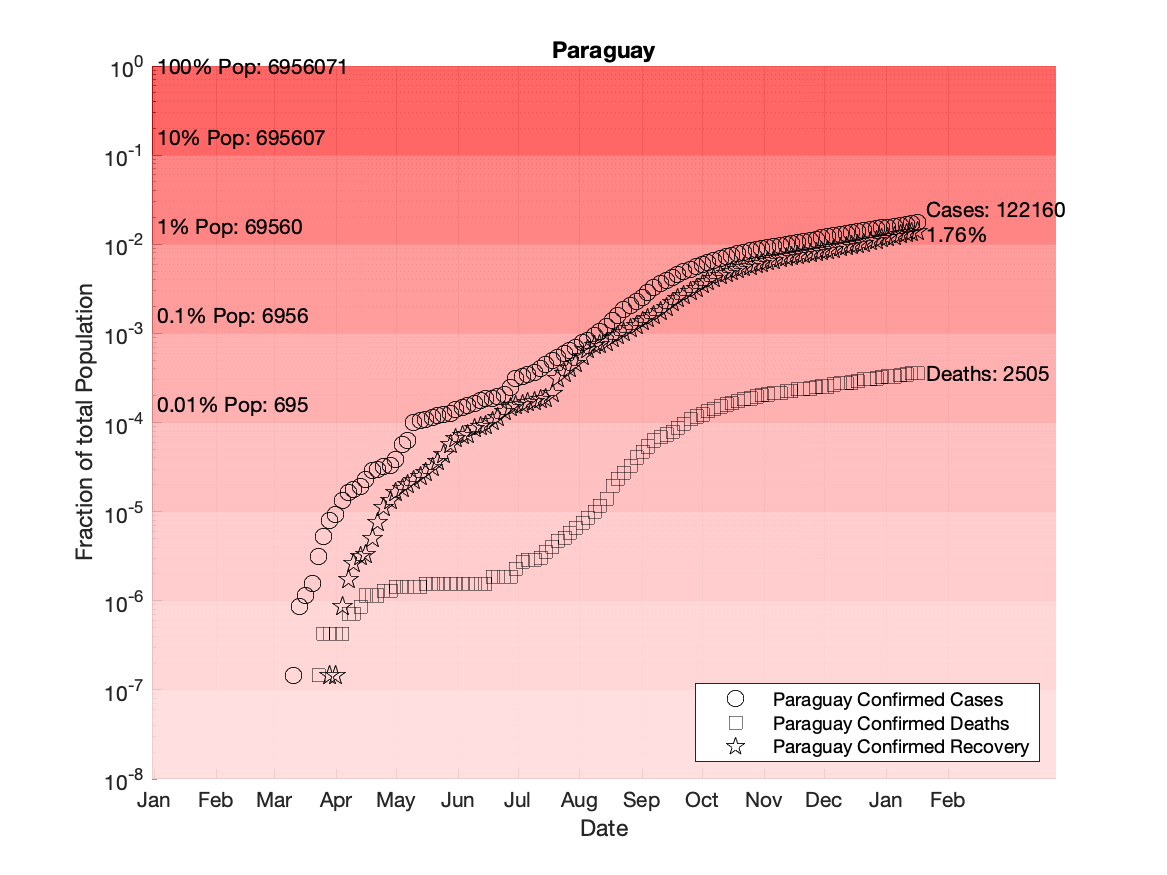 Paraguay
10^0
10^-1
10^-2
10^-3
10^-4
10^-5
10^-6
10^-7
10^-8
Fraction of total Population
100% Pop: 6956071
10% Pop: 695607
1% Pop: 69560
0.1% Pop: 6956
0.01% Pop: 695
Cases: 122160
1.76%
Deaths: 2505
Paraguay Confirmed Cases
Paraguay Confirmed Deaths
Paraguay Confirmed Recovery
Jan Feb Mar Apr May Jun Jul Aug Sep Oct Nov Dec Jan Feb
Date